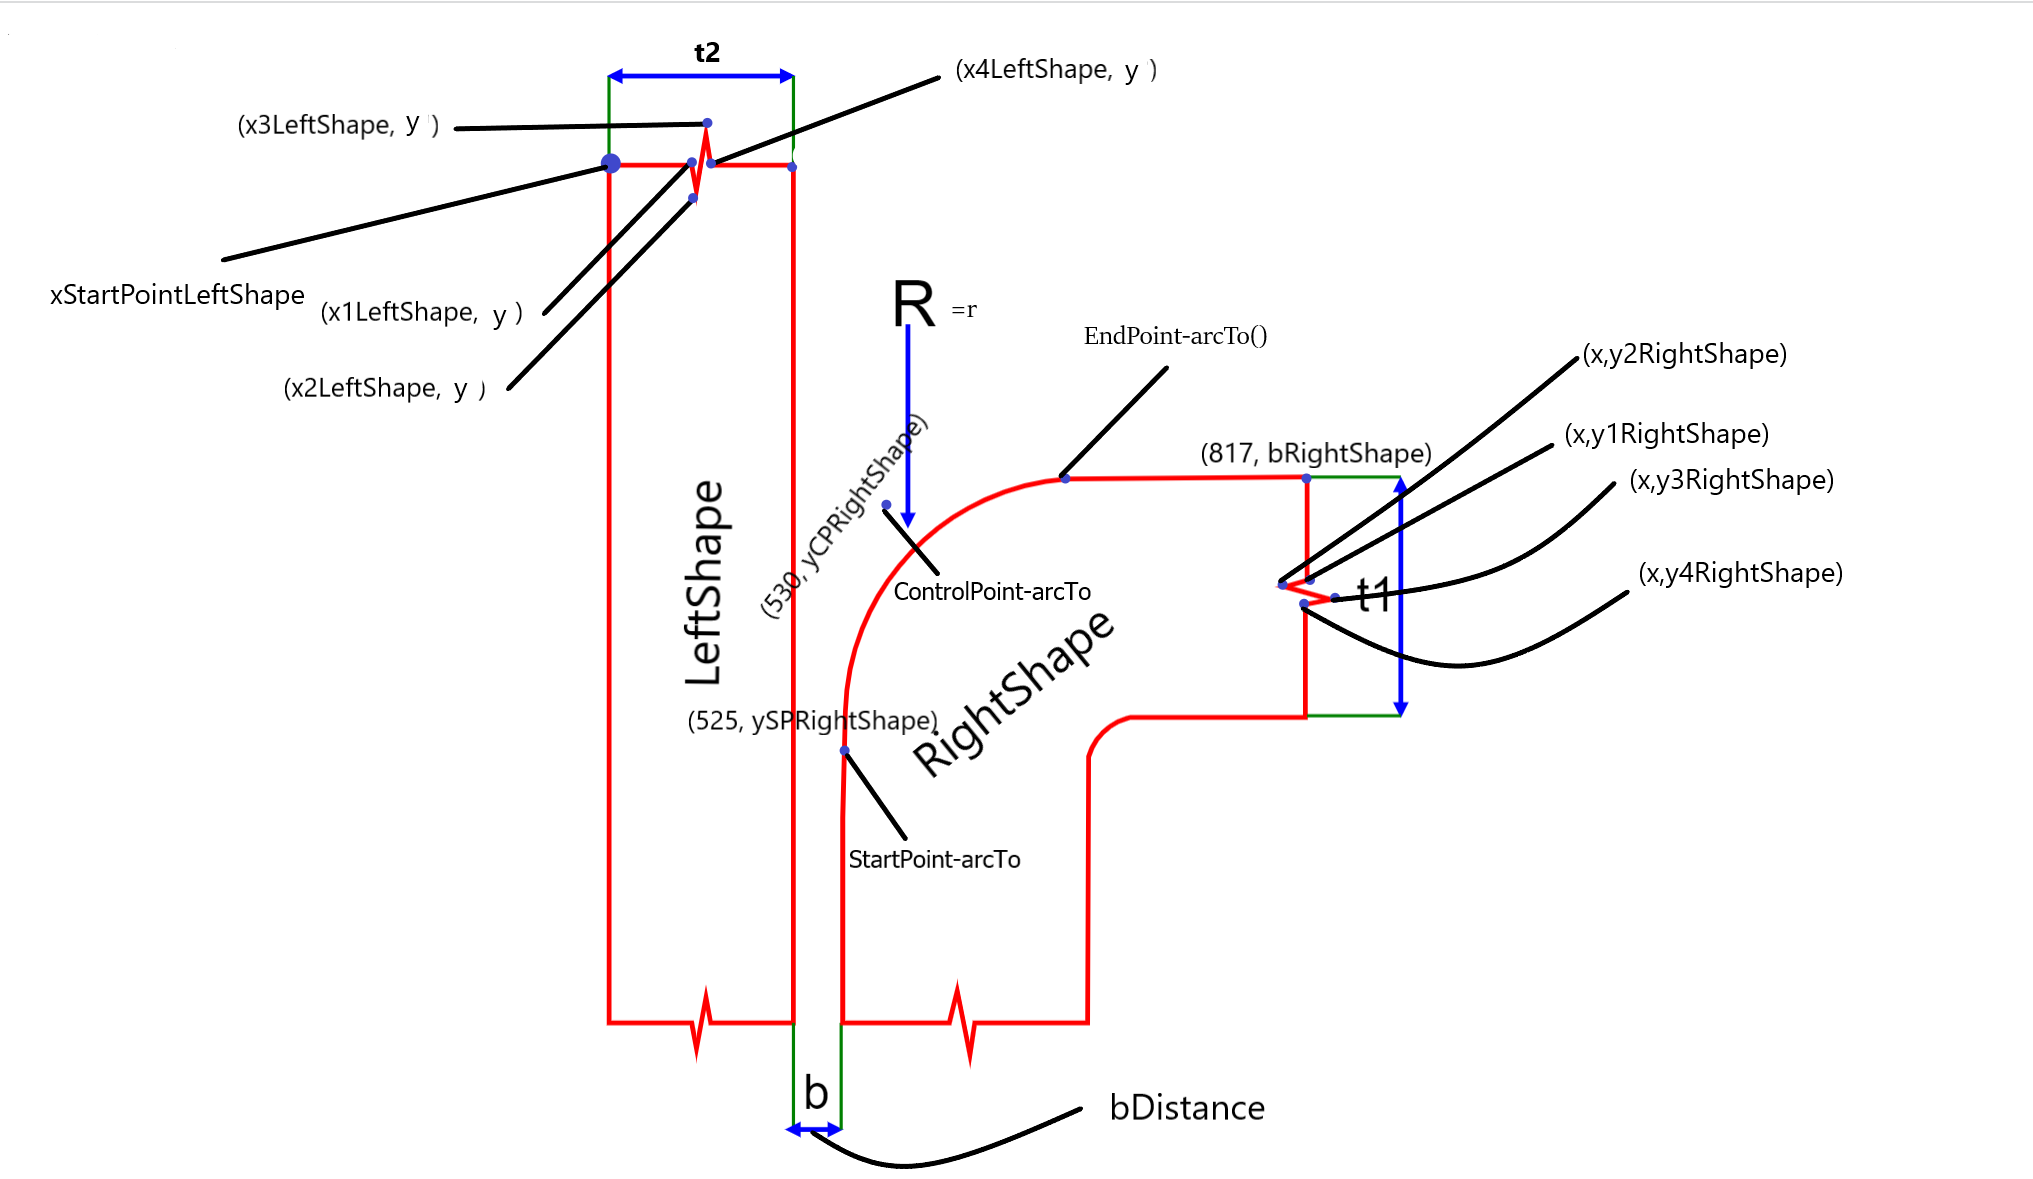 t2
(x4LeftShape, y )
(x3LeftShape, y )
xStartPointLeftShape
(x1LeftShape, y )
R =r
EndPoint-arcTo()
(x,y2RightShape)
(x2LeftShape, y )
(x,y1RightShape)
(817, bRightShape)
(x,y3RightShape)
(530, yCPRightShape)
LeftShape
ControlPoint-arcTo
t1
(x,y4RightShape)
RightShape
(525, ySPRightShape)
StartPoint-arcTo
b
bDistance